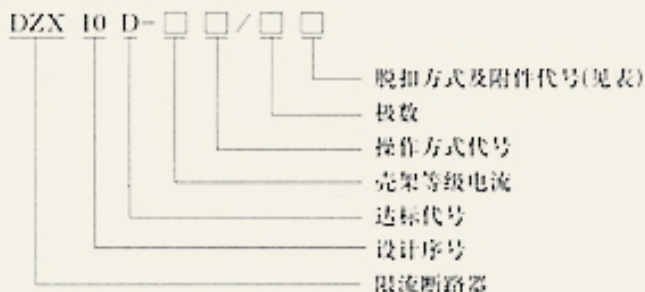 DZX 10 D-□ □/□ □
脱扣方式及附件代号(见表)
极数
操作方式代号
壳架等级电流
达标代号
设计序号
限流断路器